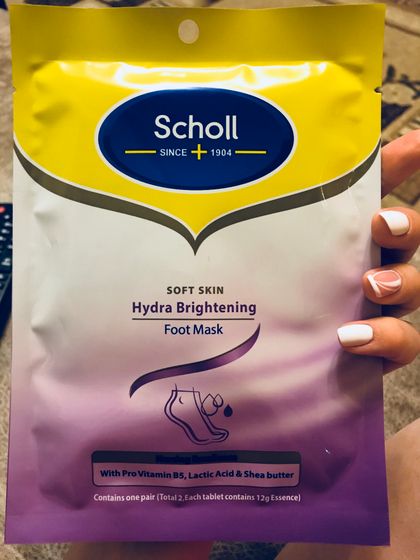 Scholl
SINCE + 1904
SOFT SKIN
Hydra Brightening
Foot Mask
With Pro Vitamin B5, Lactic Acid & Shea butter
Contains one pair (Total 2,Each tablet contains 12g Essence)